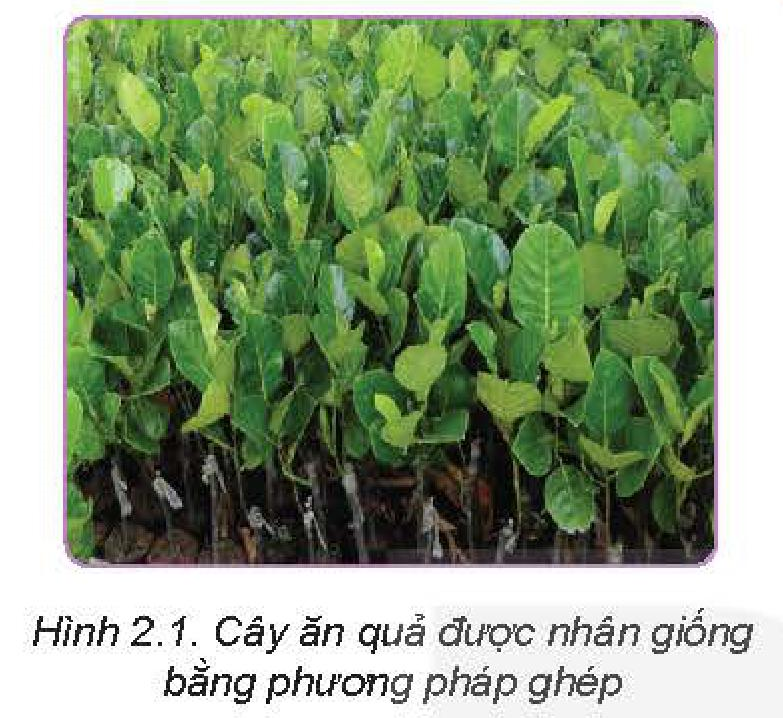 Hình 2.1. Cây ăn quả được nhân giống
bằng phương pháp ghép